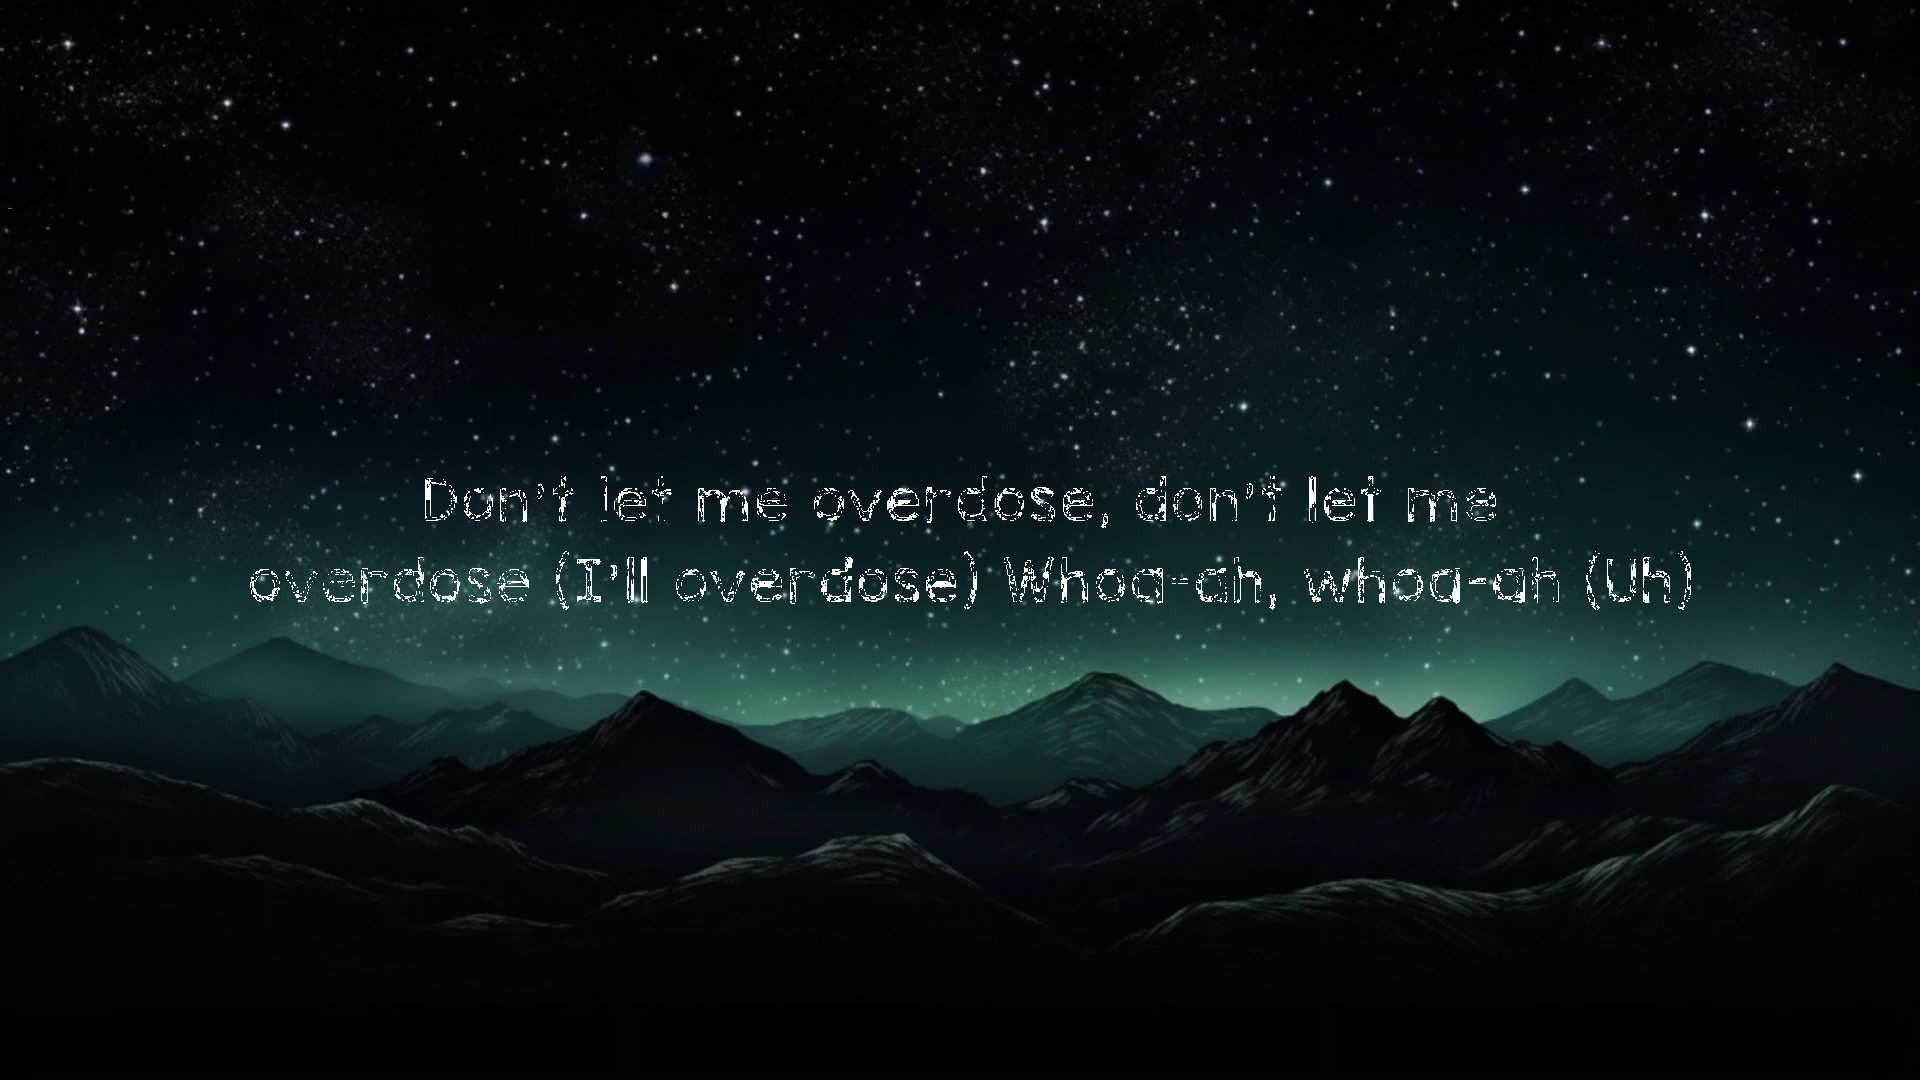 Don't let me overdose, don't let me
overdose (I'll overdose) Whoa-ah, whoa-ah (Uh)